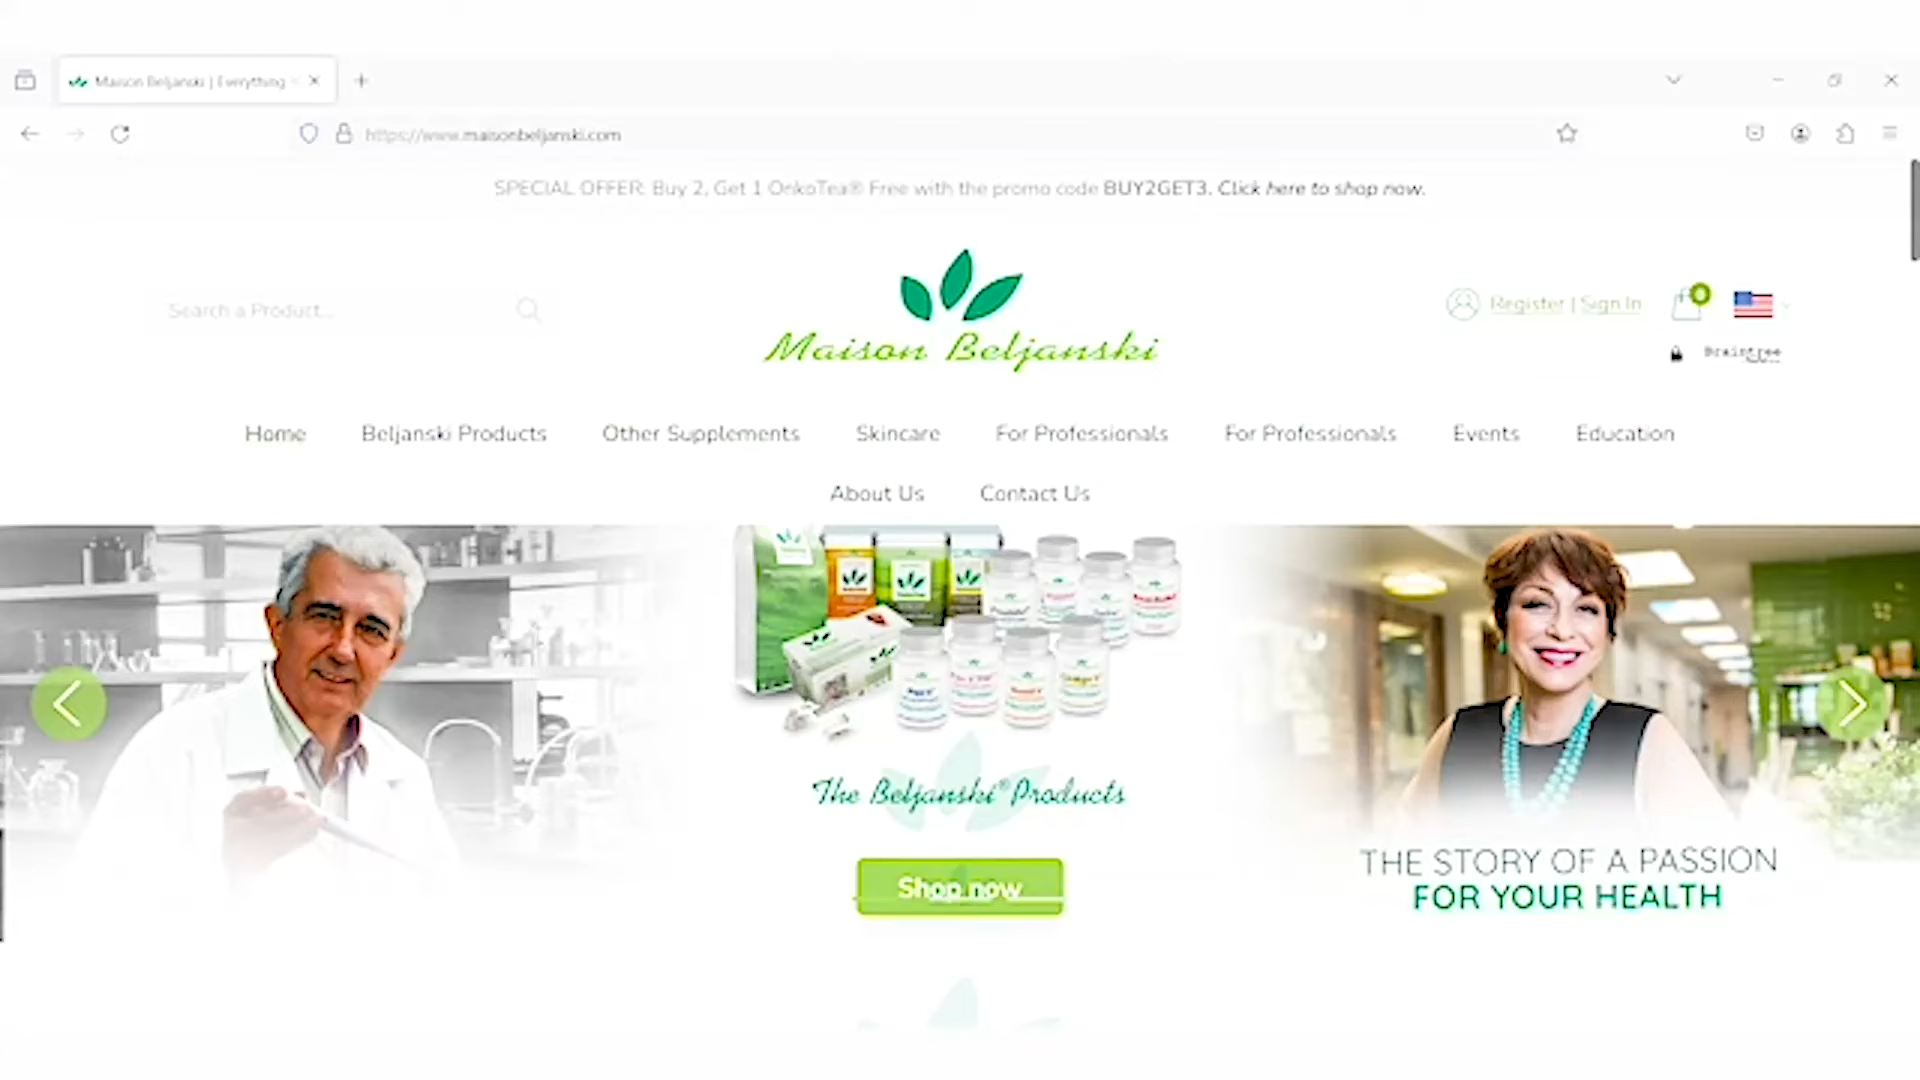 Maison Beljanski | Everything
https://www.maisonbeljanski.com
SPECIAL OFFER: Buy 2, Get 1 OnkoTea® Free with the promo code BUY2GET3. Click here to shop now.
Search a Product...
Maison Beljanski
Register | Sign In
0
Braintree
Home Beljanski Products Other Supplements Skincare For Professionals For Professionals Events Education
About Us Contact Us
The Beljanski® Products
Shop now
THE STORY OF A PASSION
FOR YOUR HEALTH